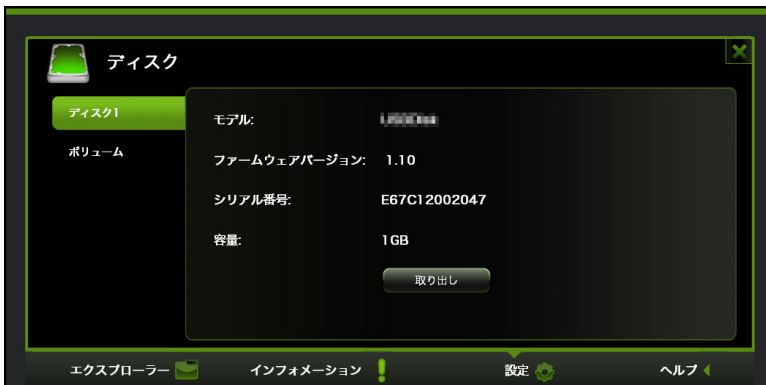 ディスク
ディスク1
ボリューム
モデル:
ファームウェアバージョン: 1.10
シリアル番号: E67C12002047
容量: 1GB
取り出し
エクスプローラー インフォメーション 設定 ヘルプ